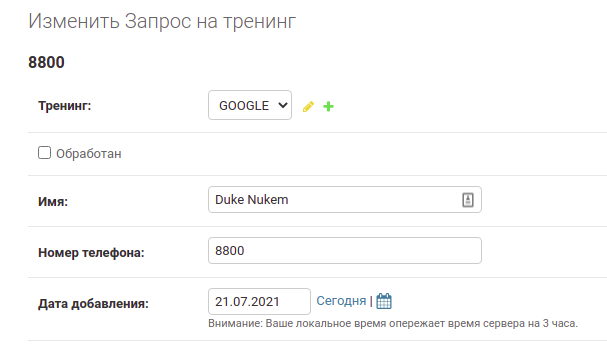 Изменить Запрос на тренинг
8800
Тренинг: GOOGLE
Обработан
Имя: Duke Nukem
Номер телефона: 8800
Дата добавления: 21.07.2021 Сегодня |
Внимание: Ваше локальное время опережает время сервера на 3 часа.